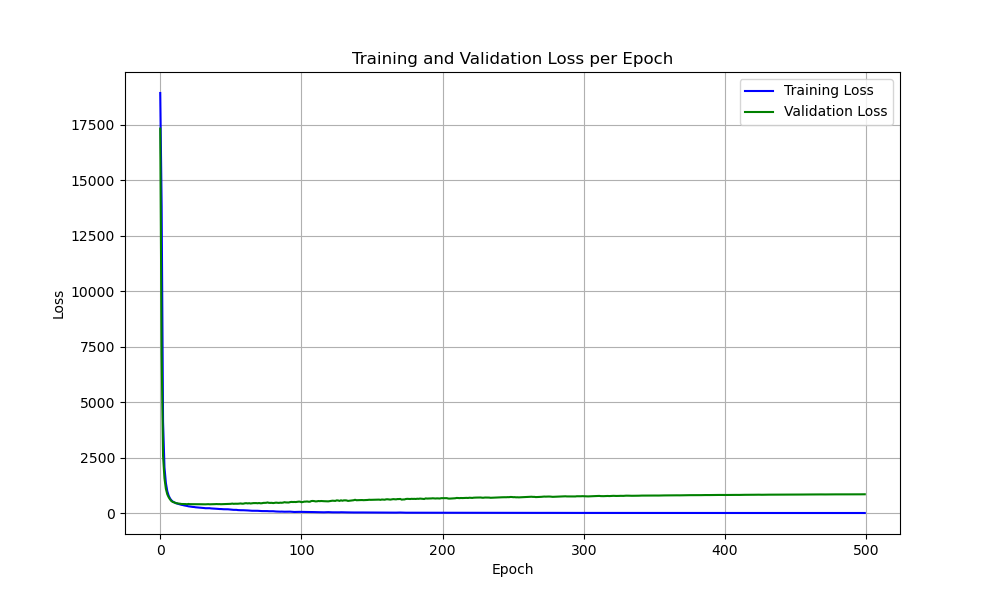 Training and Validation Loss per Epoch
Training Loss
Validation Loss
17500
15000
12500
10000
7500
5000
2500
0
Loss
0 100 200 300 400 500
Epoch